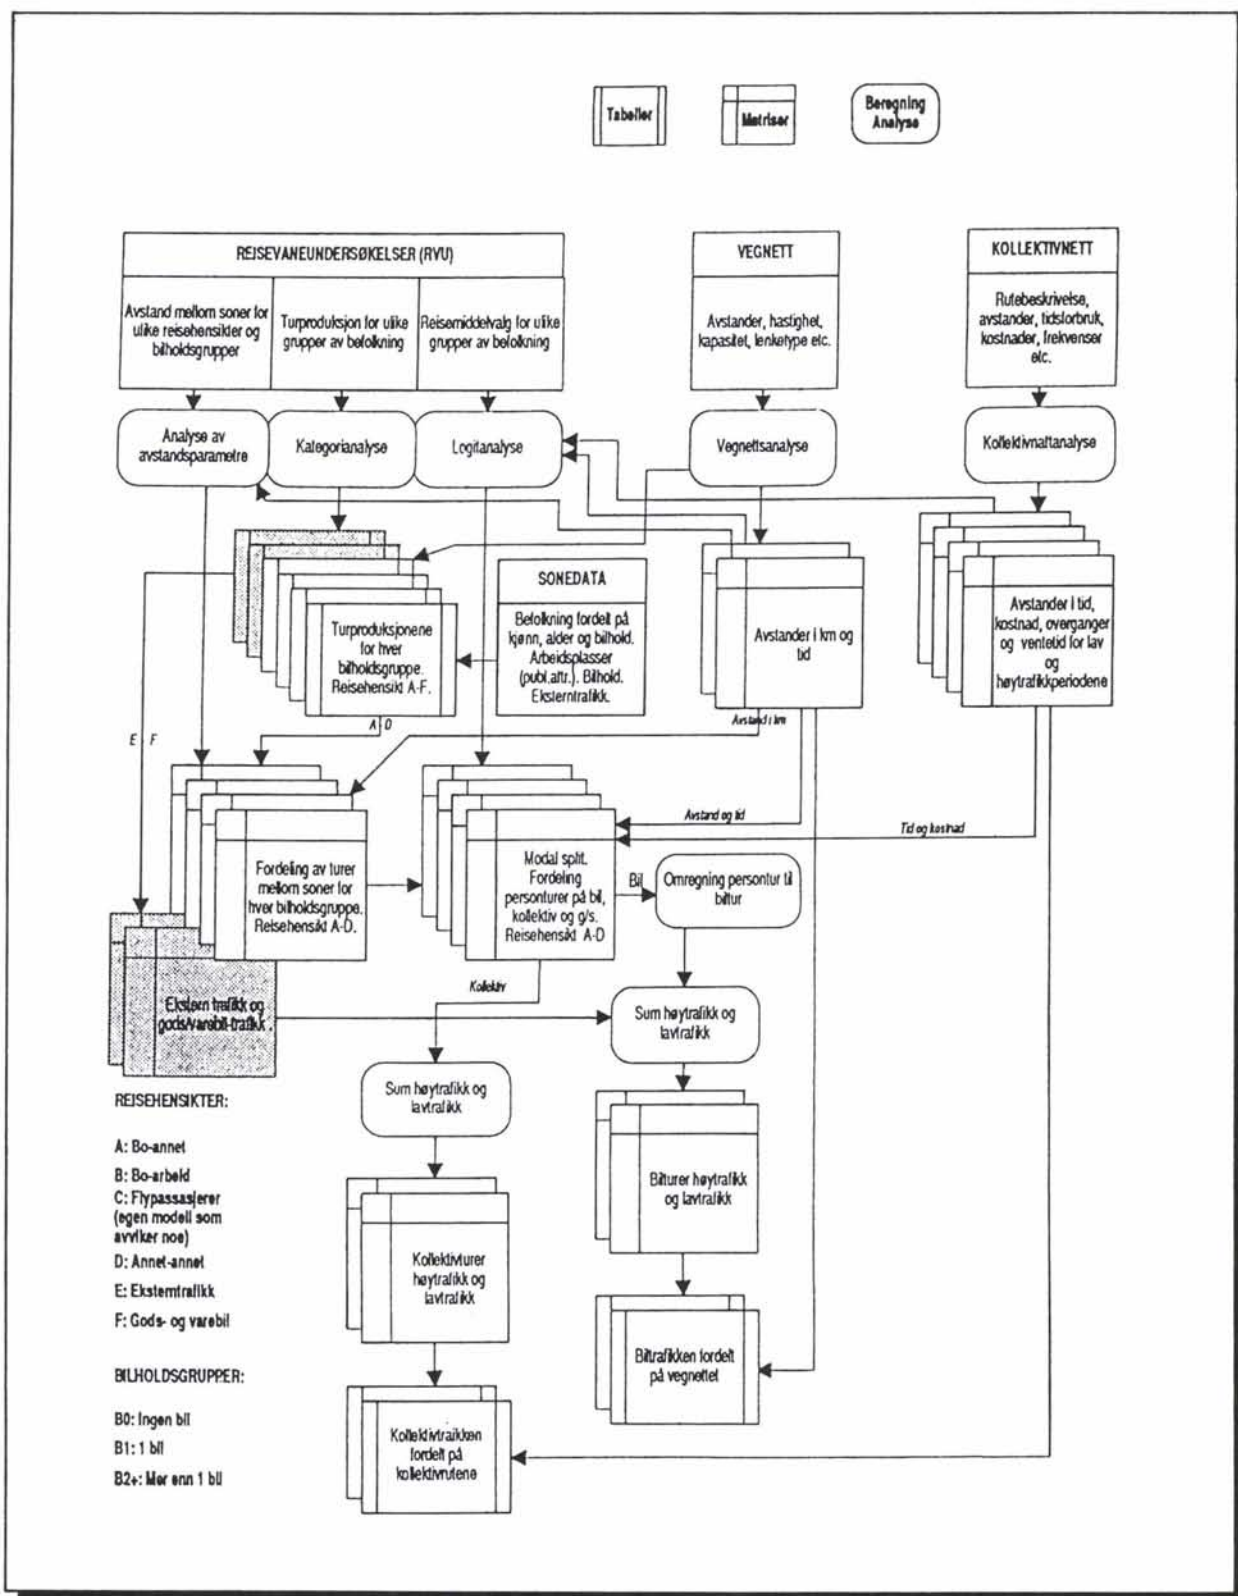 Tabeller
Matriser
Beregning
Analyse
REISEVANEUNDERSØKELSER (RVU)
Avstand mellom soner for
ulike reisehensikter og
bilholdsgrupper
Turproduksjon for ulike
grupper av befolkning
Reisemiddelvalg for ulike
grupper av befolkning
VEGNETT
Avstander, hastighet,
kapasitet, lenketype etc.
KOLLEKTIVNETT
Rutebeskrivelse,
avstander, tidsforbruk,
kostnader, frekvenser
etc.
Analyse av
avstandsparametre
Kategorianalyse
Logitanalyse
Vegnettsanalyse
Kollektivnattanalyse
Turproduksjonene
for hver
bilholdsgruppe.
Reisehensikt A-F.
SONEDATA
Befolkning fordelt på
kjønn, alder og bilhold.
Arbeidsplasser
(publ.attr.). Bilhold.
Eksterntrafikk.
Avstander i km og
tid
Avstander i tid,
kostnad, overganger
og ventetid for lav
og
høytrafikkperiodene
A - D
E - F
Avstand i km
Avstand og tid
Tid og kostnad
Fordeling av turer
mellom soner for
hver bilholdsgruppe.
Reisehensikt A-D.
Modal split.
Fordeling
personturer på bil,
kollektiv og g/s.
Reisehensikt A-D
Bil
Omregning persontur til
biltur
Kollektiv
Ekstern trafikk og
gods/varebil-trafikk.
Sum høytrafikk og
lavtrafikk
Sum høytrafikk og
lavtrafikk
Bilturer høytrafikk
og lavtrafikk
Kollektivturer
høytrafikk og
lavtrafikk
Biltrafikken fordelt
på vegnettet
Kollektivtraikken
fordelt på
kollektivrutene
REISEHENSIKTER:
A: Bo-annet
B: Bo-arbeid
C: Flypassasjerer
(egen modell som
avviker noe)
D: Annet-annet
E: Eksterntrafikk
F: Gods- og varebil
BILHOLDSGRUPPER:
B0: Ingen bil
B1: 1 bil
B2+: Mer enn 1 bil